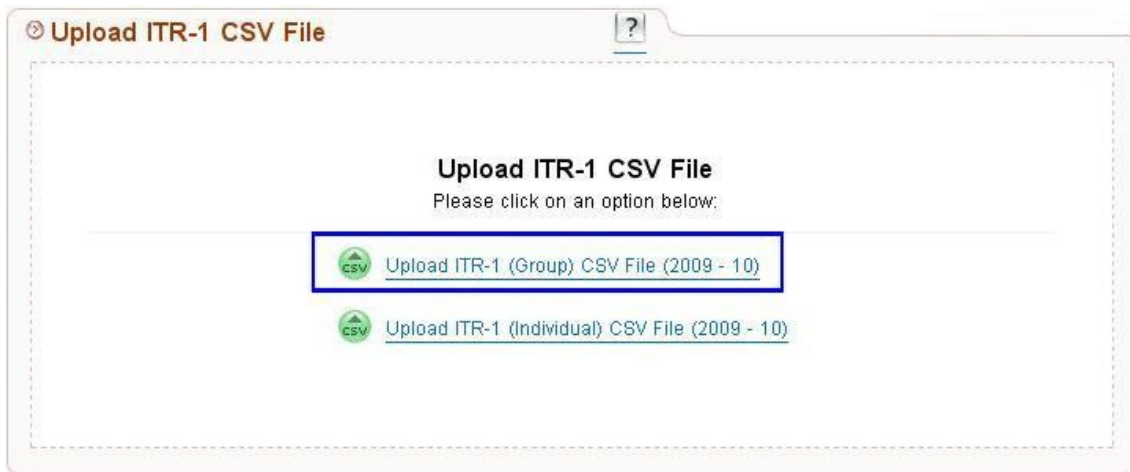 Upload ITR-1 CSV File
?
Upload ITR-1 CSV File
Please click on an option below:
CSV Upload ITR-1 (Group) CSV File (2009 - 10)
CSV Upload ITR-1 (Individual) CSV File (2009 - 10)